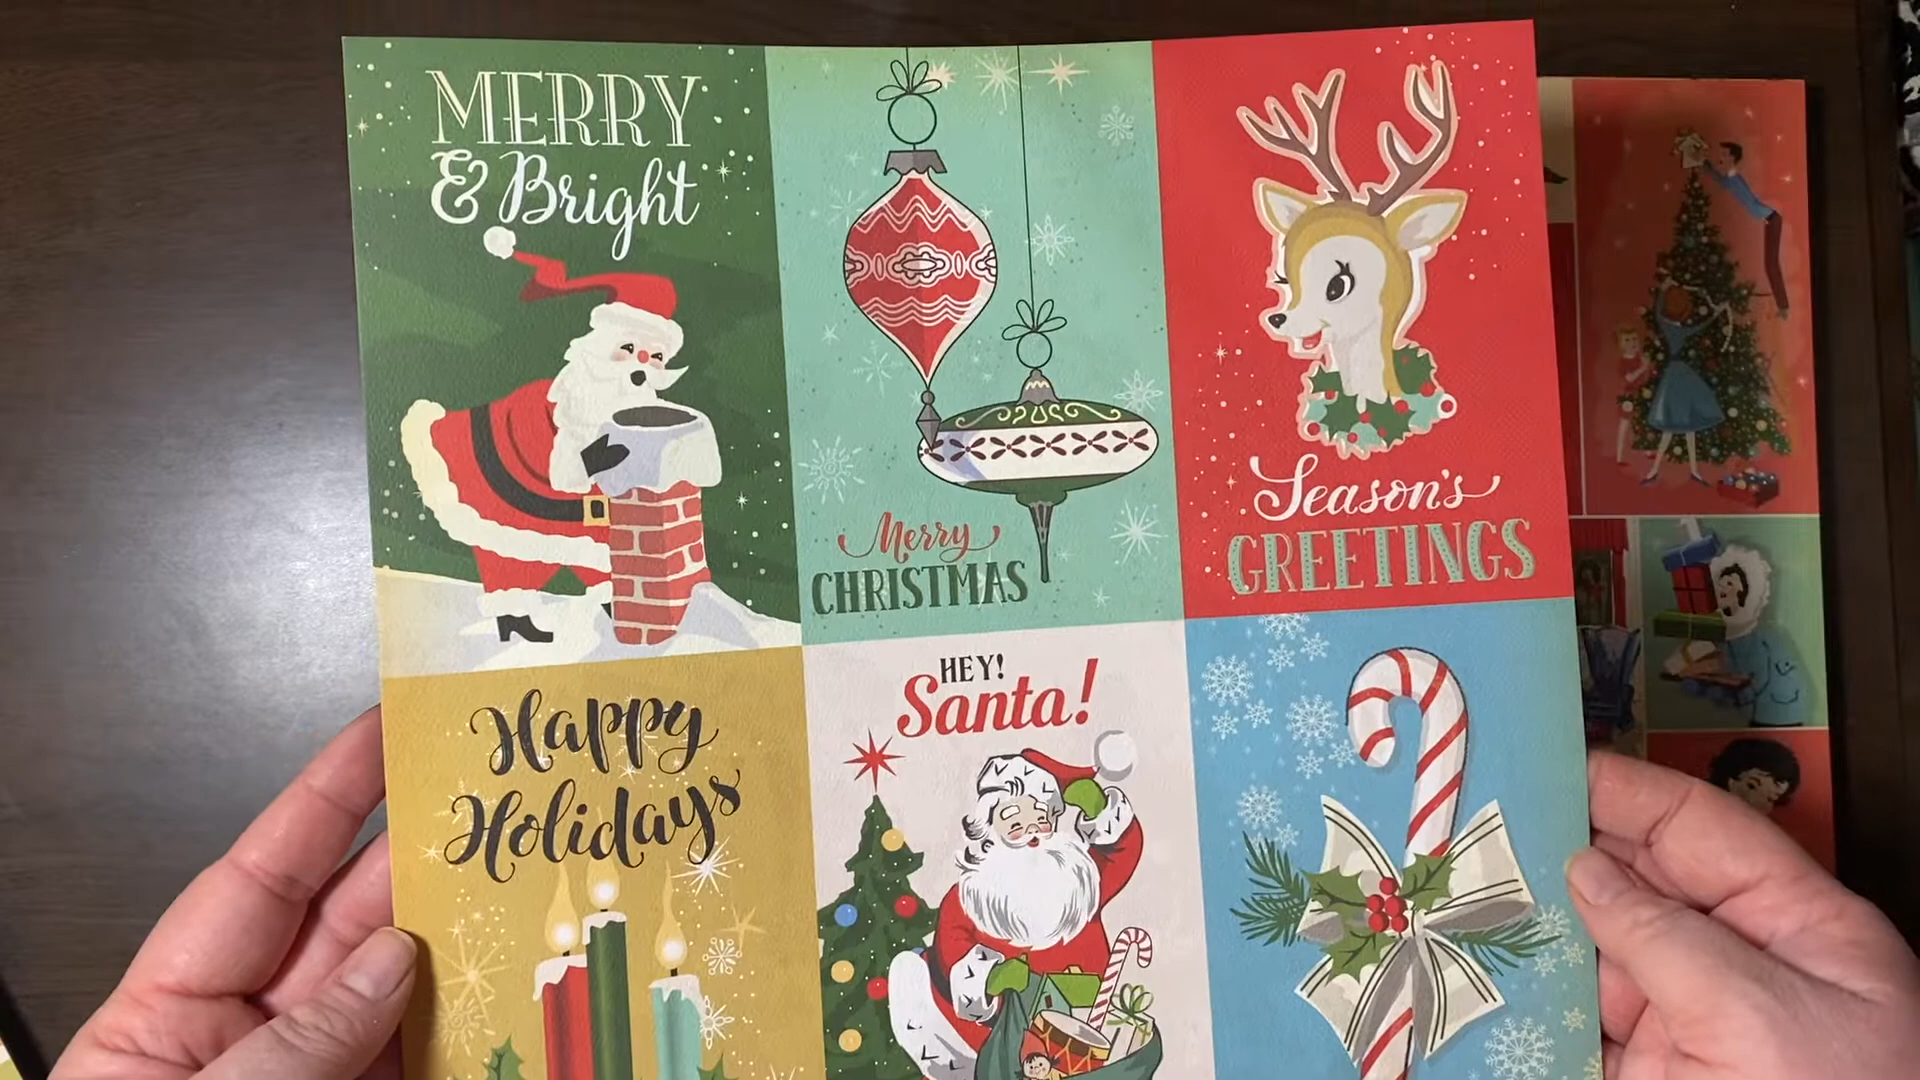 MERRY
& Bright
Merry
CHRISTMAS
Season's
GREETINGS
Happy
Holidays
HEY!
Santa!